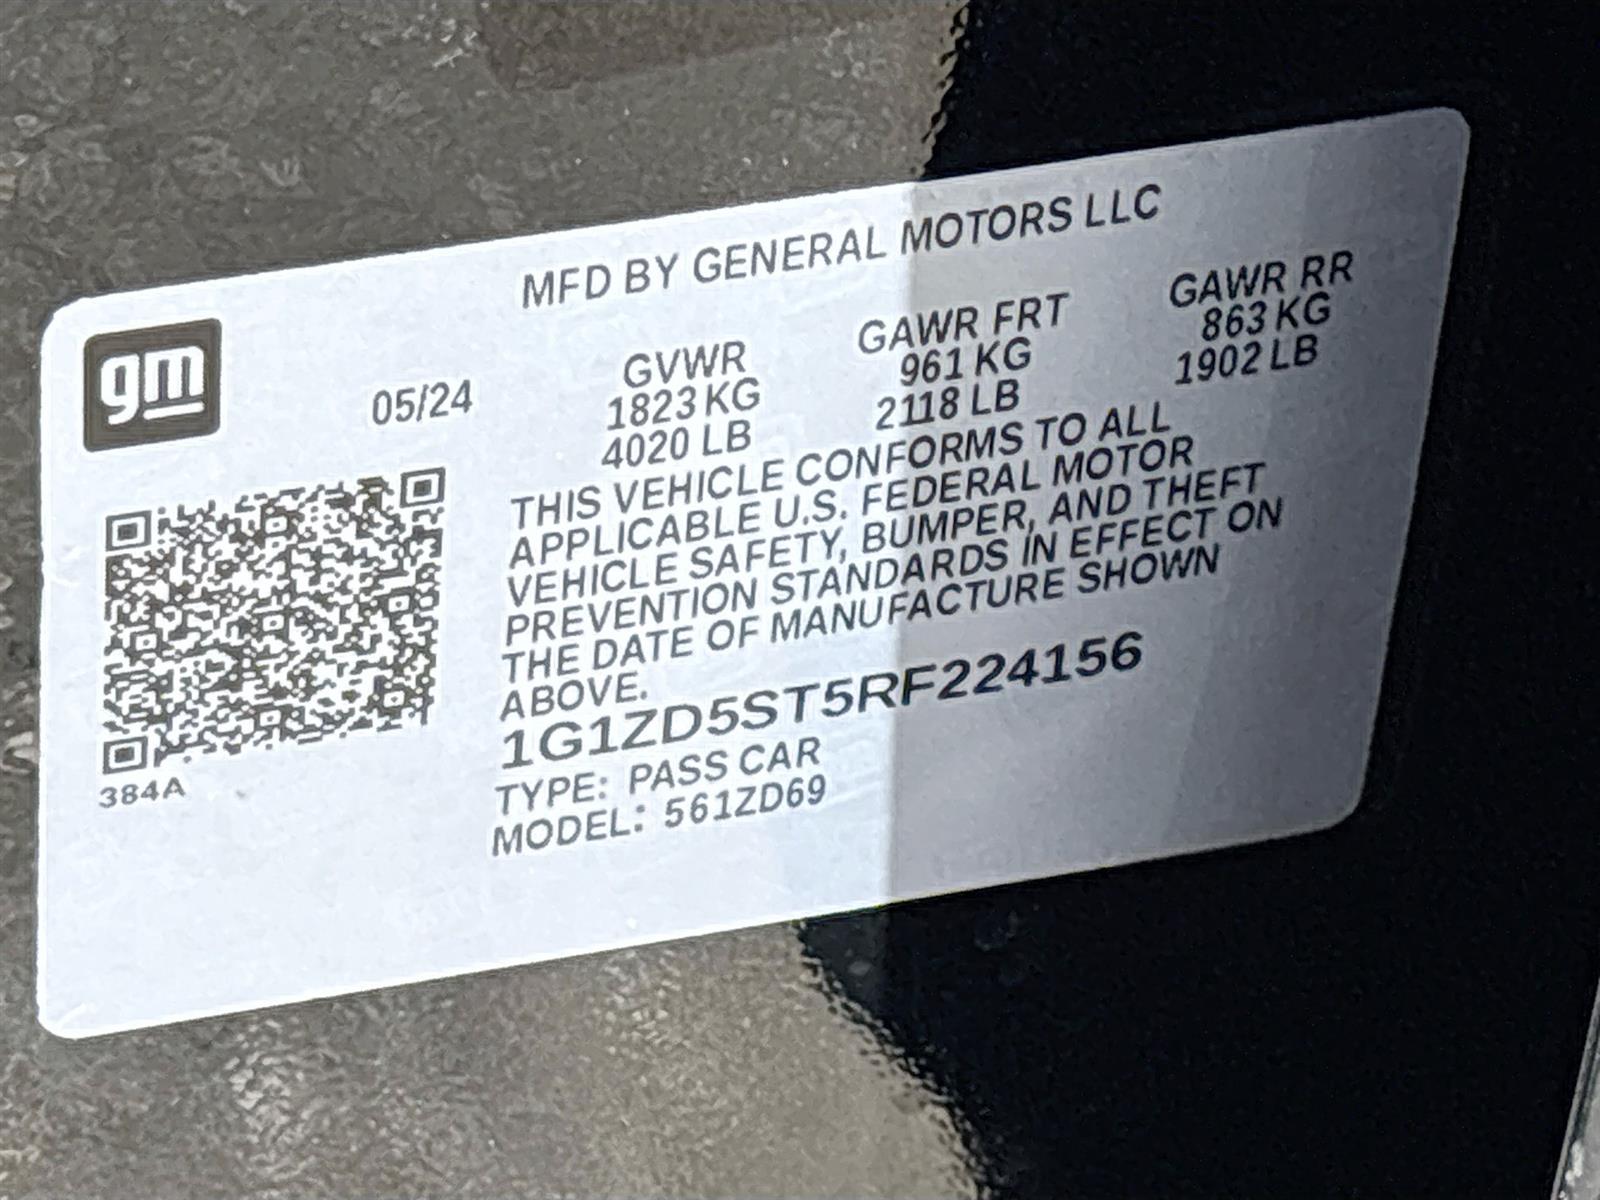 MFD BY GENERAL MOTORS LLC
gm
05/24
GVWR
1823 KG
4020 LB
GAWR FRT
961 KG
2118 LB
GAWR RR
863 KG
1902 LB
THIS VEHICLE CONFORMS TO ALL
APPLICABLE U.S. FEDERAL MOTOR
VEHICLE SAFETY, BUMPER, AND THEFT
PREVENTION STANDARDS IN EFFECT ON
THE DATE OF MANUFACTURE SHOWN
ABOVE.
1G1ZD5ST5RF224156
TYPE: PASS CAR
MODEL: 561ZD69
384A